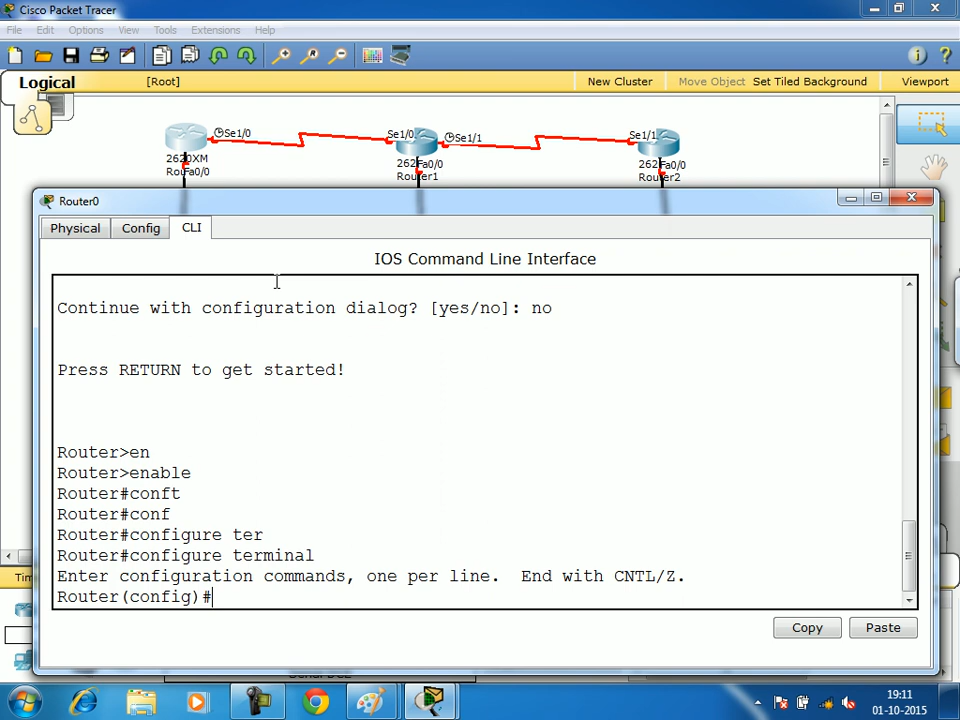 Cisco Packet Tracer
File Edit Options View Tools Extensions Help
Logical [Root] New Cluster Move Object Set Tiled Background Viewport
Se1/0 Se1/0 Se1/1 Se1/1
2620XM Fa0/0 Fa0/0
Fa0/0 Router1 Router2
Router0
Physical Config CLI
IOS Command Line Interface
Continue with configuration dialog? [yes/no]: no
Press RETURN to get started!
Router>en
Router>enable
Router#conft
Router#conf
Router#configure ter
Router#configure terminal
Enter configuration commands, one per line. End with CNTL/Z.
Router(config)#
Copy Paste
19:11
01-10-2015